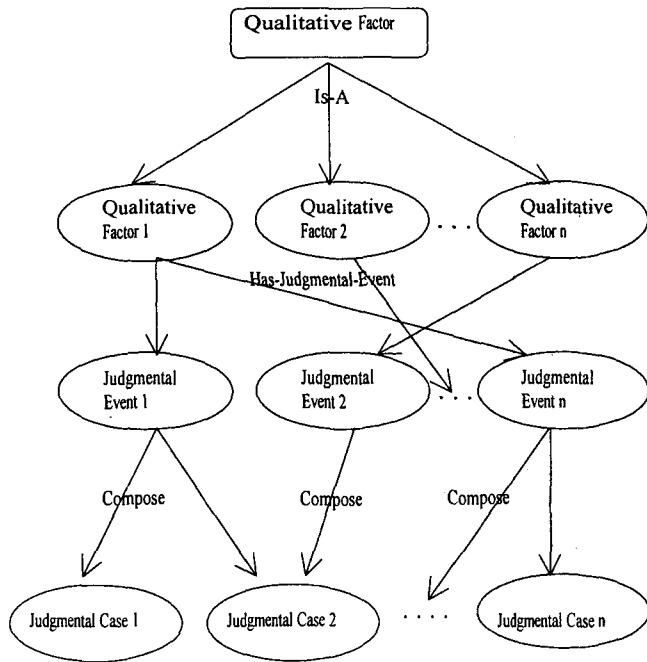 Qualitative Factor
Is-A
Qualitative
Factor 1
Qualitative
Factor 2
. . . .
Qualitative
Factor n
Has-Judgmental-Event
Judgmental
Event 1
Judgmental
Event 2
. . . .
Judgmental
Event n
Compose
Compose
Compose
Judgmental Case 1
Judgmental Case 2
. . . . .
Judgmental Case n